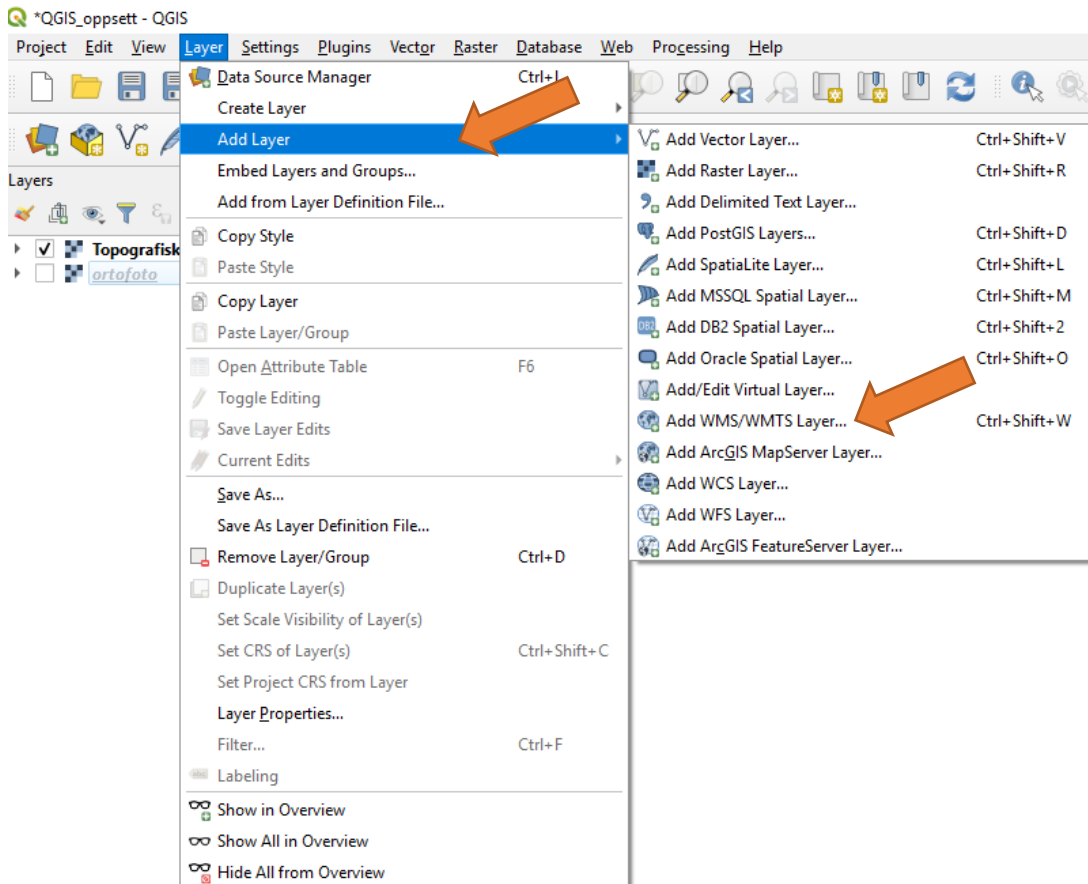 *QGIS_oppsett - QGIS
Project Edit View Layer Settings Plugins Vector Raster Database Web Processing Help
Data Source Manager Ctrl+L
Create Layer
Add Layer
Embed Layers and Groups...
Add from Layer Definition File...
Copy Style
Paste Style
Copy Layer
Paste Layer/Group
Open Attribute Table F6
Toggle Editing
Save Layer Edits
Current Edits
Save As...
Save As Layer Definition File...
Remove Layer/Group Ctrl+D
Duplicate Layer(s)
Set Scale Visibility of Layer(s)
Set CRS of Layer(s) Ctrl+Shift+C
Set Project CRS from Layer
Layer Properties...
Filter... Ctrl+F
Labeling
Show in Overview
Show All in Overview
Hide All from Overview
Layers
Topografisk
ortofoto
Add Vector Layer... Ctrl+Shift+V
Add Raster Layer... Ctrl+Shift+R
Add Delimited Text Layer...
Add PostGIS Layers... Ctrl+Shift+D
Add SpatiaLite Layer... Ctrl+Shift+L
Add MSSQL Spatial Layer... Ctrl+Shift+M
DB2 Add DB2 Spatial Layer... Ctrl+Shift+2
Add Oracle Spatial Layer... Ctrl+Shift+O
Add/Edit Virtual Layer...
Add WMS/WMTS Layer... Ctrl+Shift+W
Add ArcGIS MapServer Layer...
Add WCS Layer...
Add WFS Layer...
Add ArcGIS FeatureServer Layer...